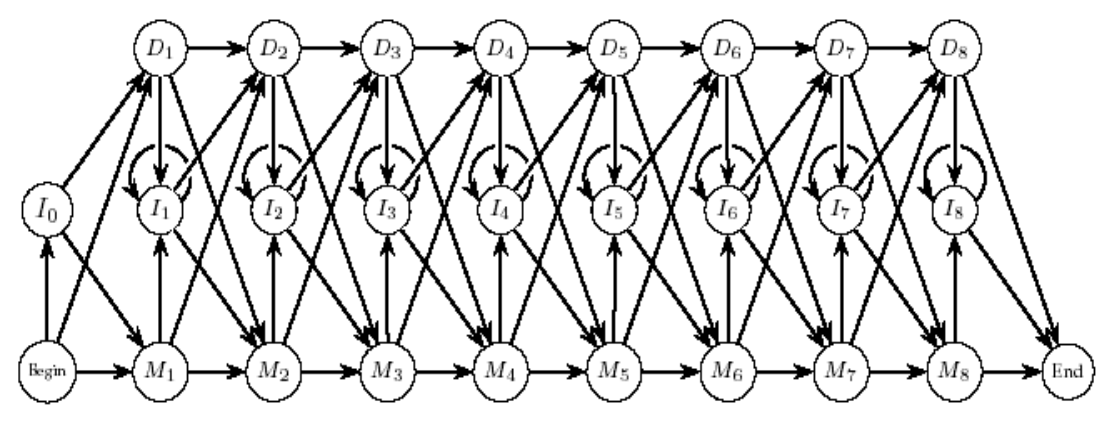 D₁ D₂ D₃ D₄ D₅ D₆ D₇ D₈
I₀ I₁ I₂ I₃ I₄ I₅ I₆ I₇ I₈
Begin M₁ M₂ M₃ M₄ M₅ M₆ M₇ M₈ End